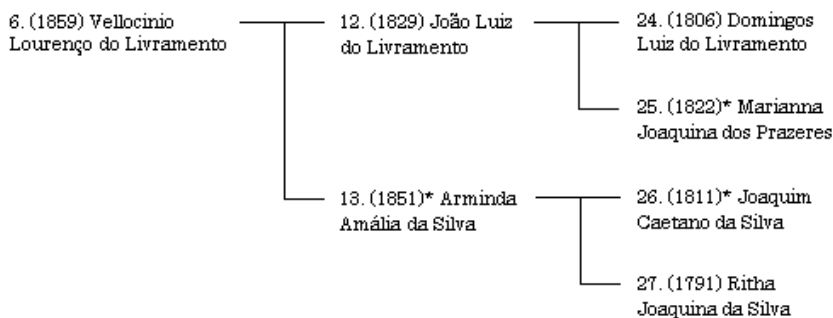 6. (1859) Vellocinio
Lourenço do Livramento
12. (1829) João Luiz
do Livramento
24. (1806) Domingos
Luiz do Livramento
25. (1822)* Marianna
Joaquina dos Prazeres
13. (1851)* Arminda
Amália da Silva
26. (1811)* Joaquim
Caetano da Silva
27. (1791) Ritha
Joaquina da Silva